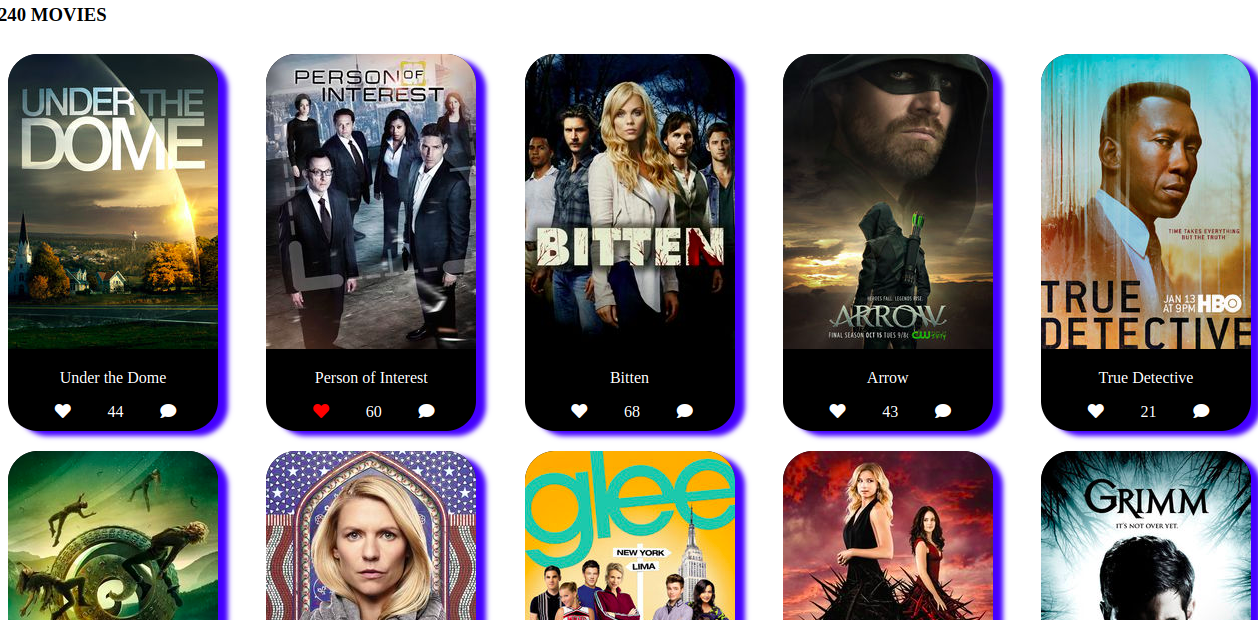 240 MOVIES
UNDER THE
DOME
PERSON OF
INTEREST
BITTEN
HEROES FALL. LEGENDS RISE.
ARROW
FINAL SEASON OCT 15 TUES 9/8c CW
TIME TAKES EVERYTHING
BUT THE TRUTH
TRUE
JAN 13
AT 9PM HBO
DETECTIVE
Under the Dome
Person of Interest
Bitten
Arrow
True Detective
44
60
68
43
21
glee
NEW YORK
LIMA
GRIMM
IT'S NOT OVER YET.